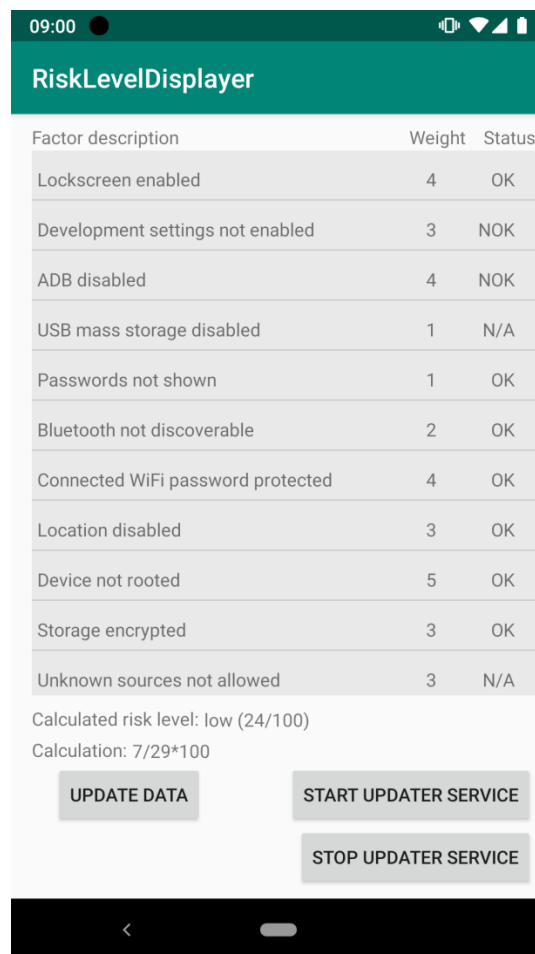 09:00
RiskLevelDisplayer
Factor description Weight Status
Lockscreen enabled 4 OK
Development settings not enabled 3 NOK
ADB disabled 4 NOK
USB mass storage disabled 1 N/A
Passwords not shown 1 OK
Bluetooth not discoverable 2 OK
Connected WiFi password protected 4 OK
Location disabled 3 OK
Device not rooted 5 OK
Storage encrypted 3 OK
Unknown sources not allowed 3 N/A
Calculated risk level: low (24/100)
Calculation: 7/29*100
UPDATE DATA START UPDATER SERVICE
STOP UPDATER SERVICE